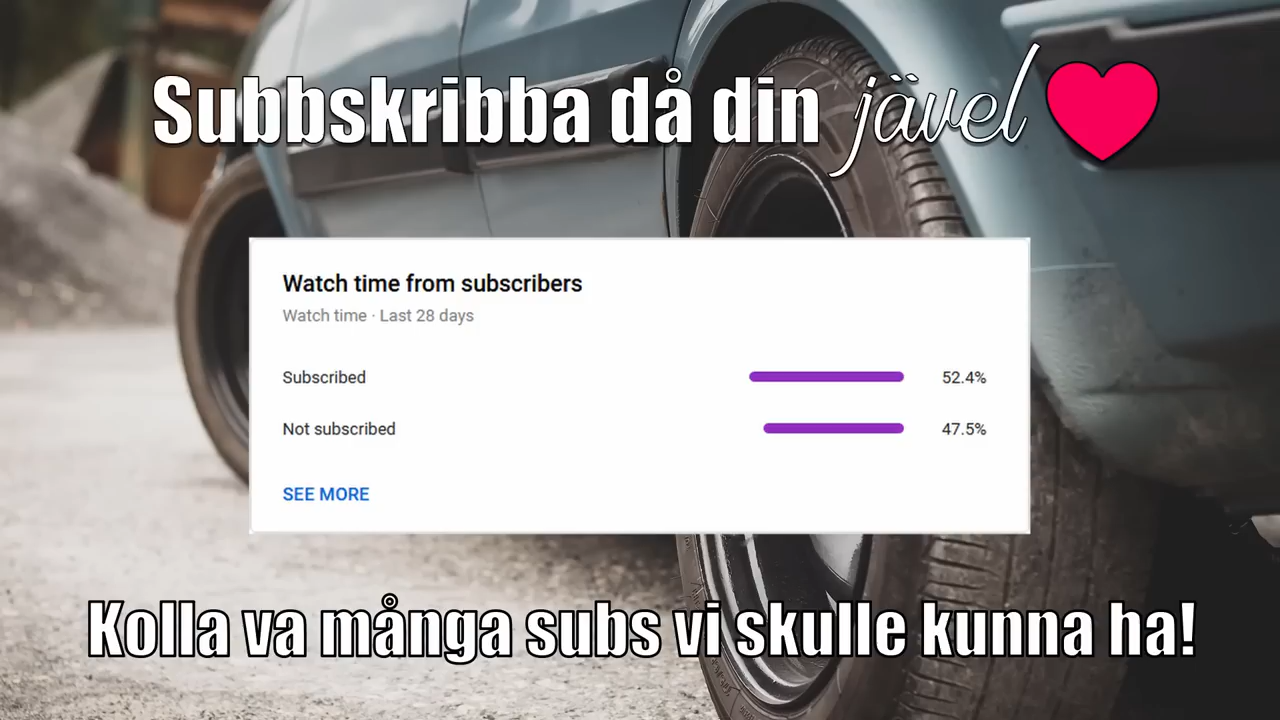 Subbskribba då din jävel
Watch time from subscribers
Watch time · Last 28 days
Subscribed 52.4%
Not subscribed 47.5%
SEE MORE
Kolla va många subs vi skulle kunna ha!